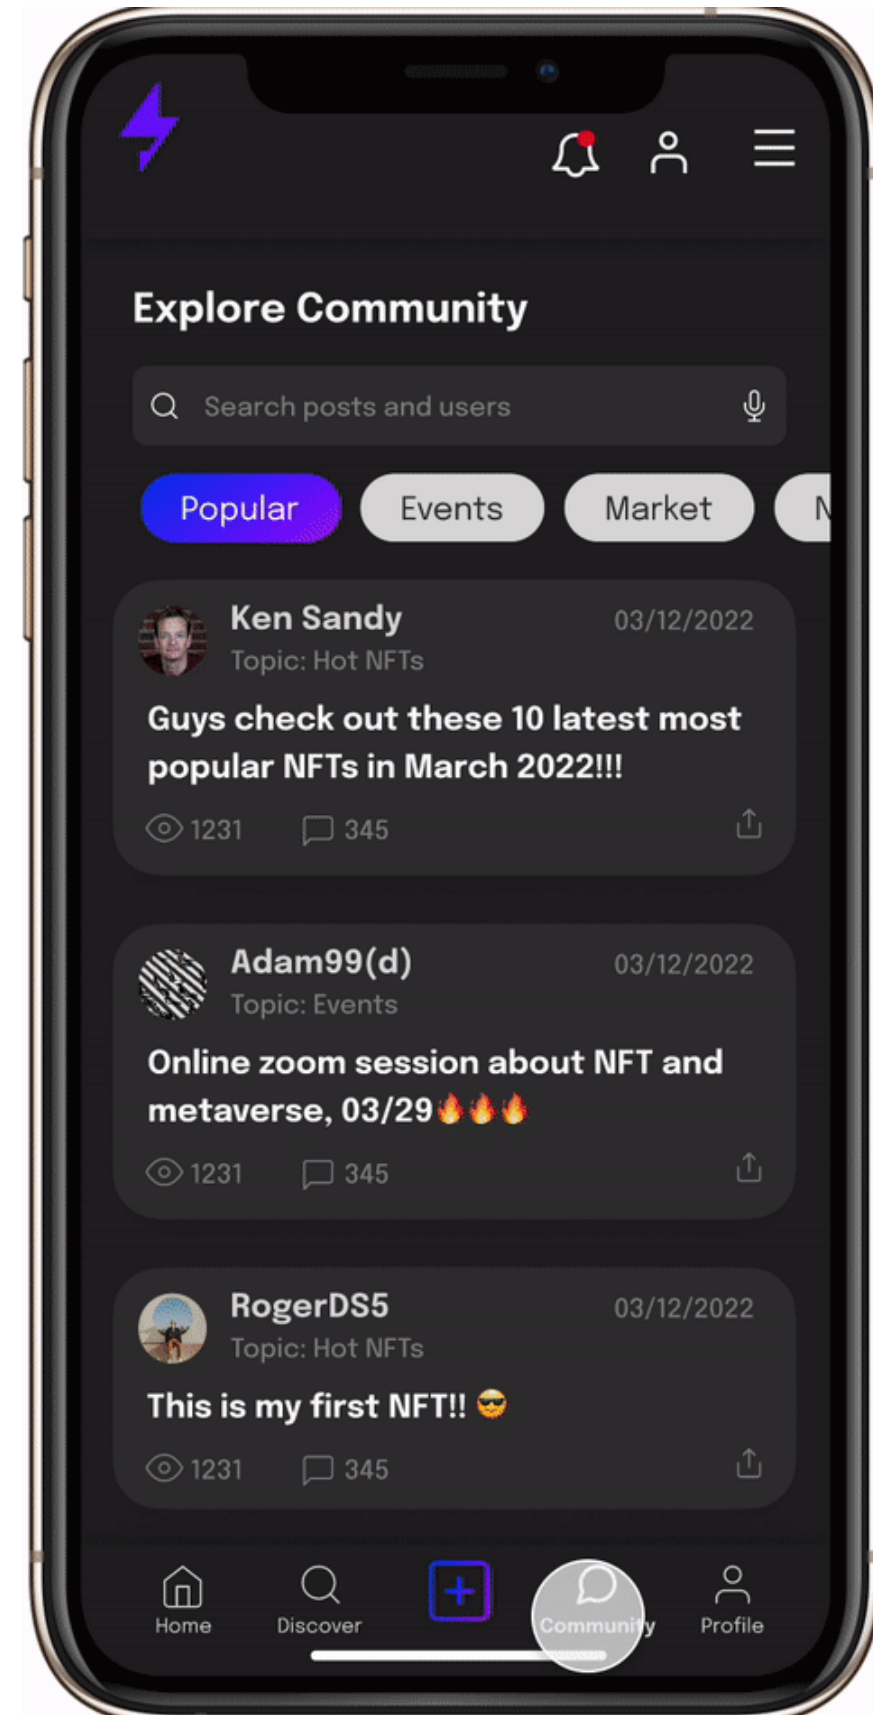 Explore Community
Search posts and users
Popular Events Market
Ken Sandy 03/12/2022
Topic: Hot NFTs
Guys check out these 10 latest most
popular NFTs in March 2022!!!
1231 345
Adam99(d) 03/12/2022
Topic: Events
Online zoom session about NFT and
metaverse, 03/29🔥🔥🔥
1231 345
RogerDS5 03/12/2022
Topic: Hot NFTs
This is my first NFT!! 😎
1231 345
Home Discover Community Profile